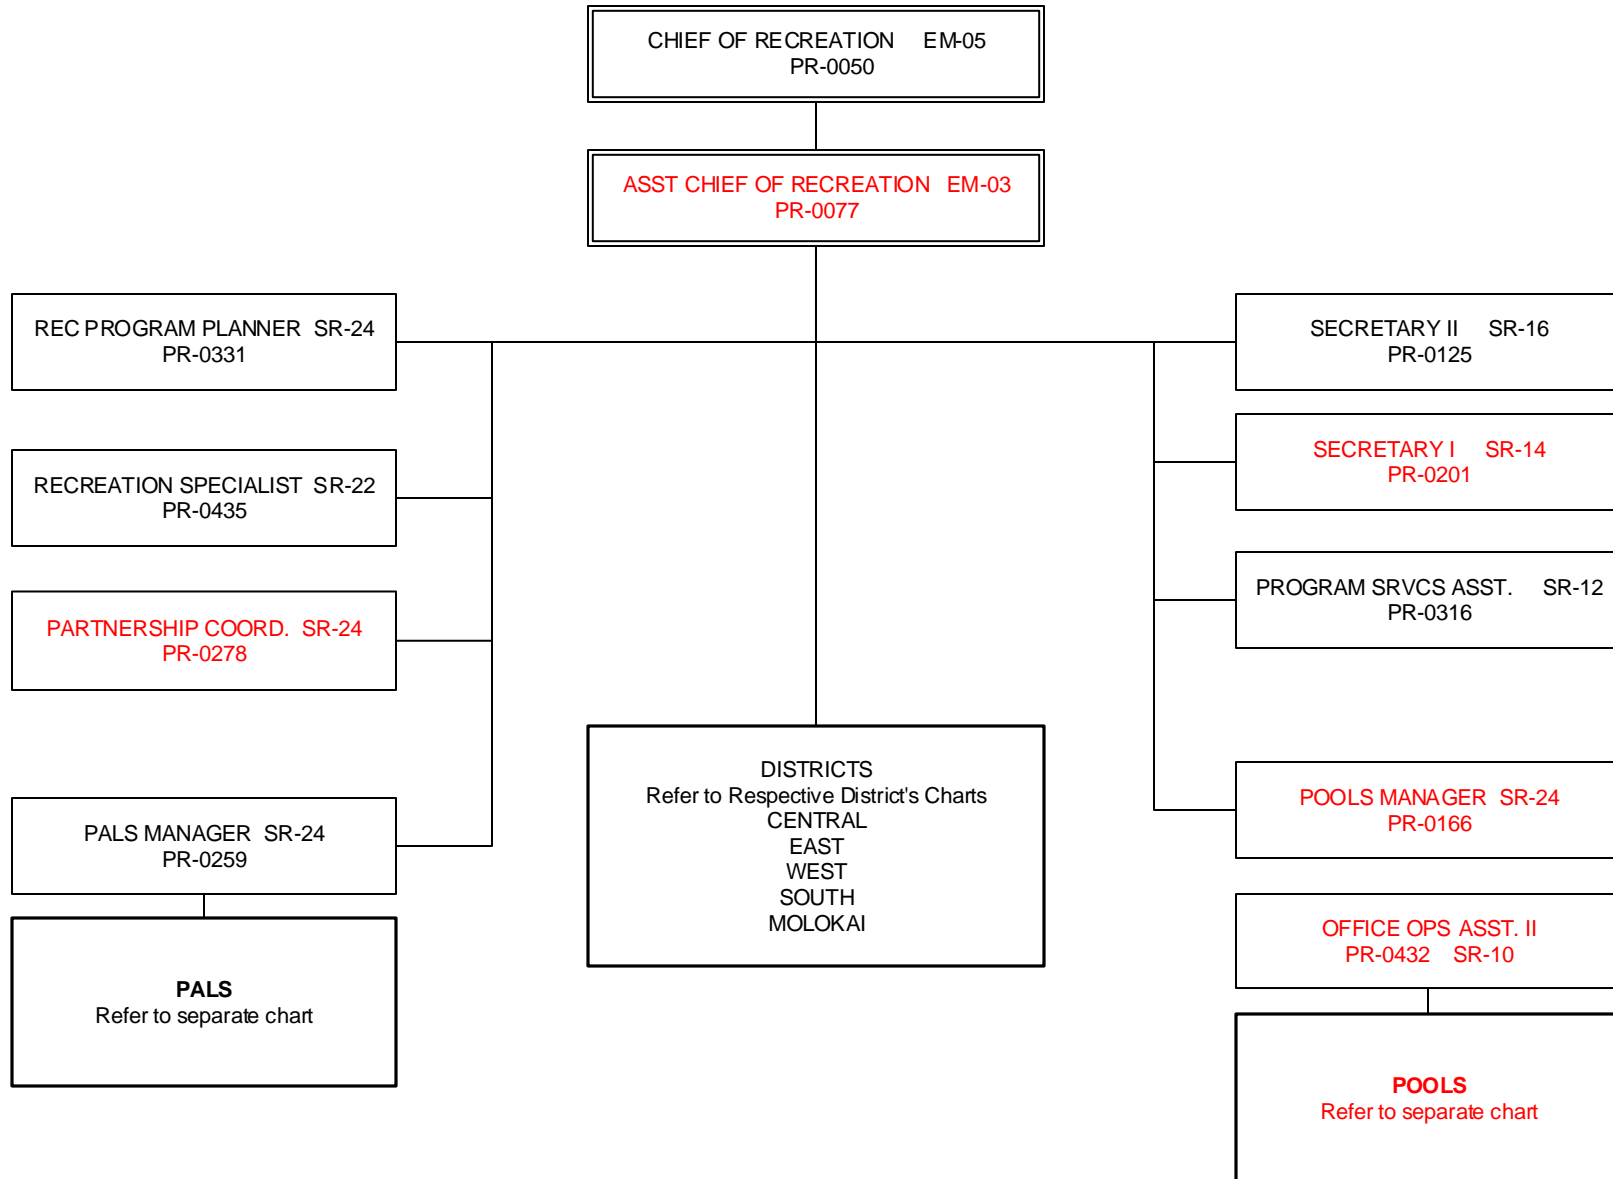 CHIEF OF RECREATION EM-05
PR-0050
ASST CHIEF OF RECREATION EM-03
PR-0077
REC PROGRAM PLANNER SR-24
PR-0331
RECREATION SPECIALIST SR-22
PR-0435
PARTNERSHIP COORD. SR-24
PR-0278
PALS MANAGER SR-24
PR-0259
PALS
Refer to separate chart
DISTRICTS
Refer to Respective District's Charts
CENTRAL
EAST
WEST
SOUTH
MOLOKAI
SECRETARY II SR-16
PR-0125
SECRETARY I SR-14
PR-0201
PROGRAM SRVCS ASST. SR-12
PR-0316
POOLS MANAGER SR-24
PR-0166
OFFICE OPS ASST. II
PR-0432 SR-10
POOLS
Refer to separate chart